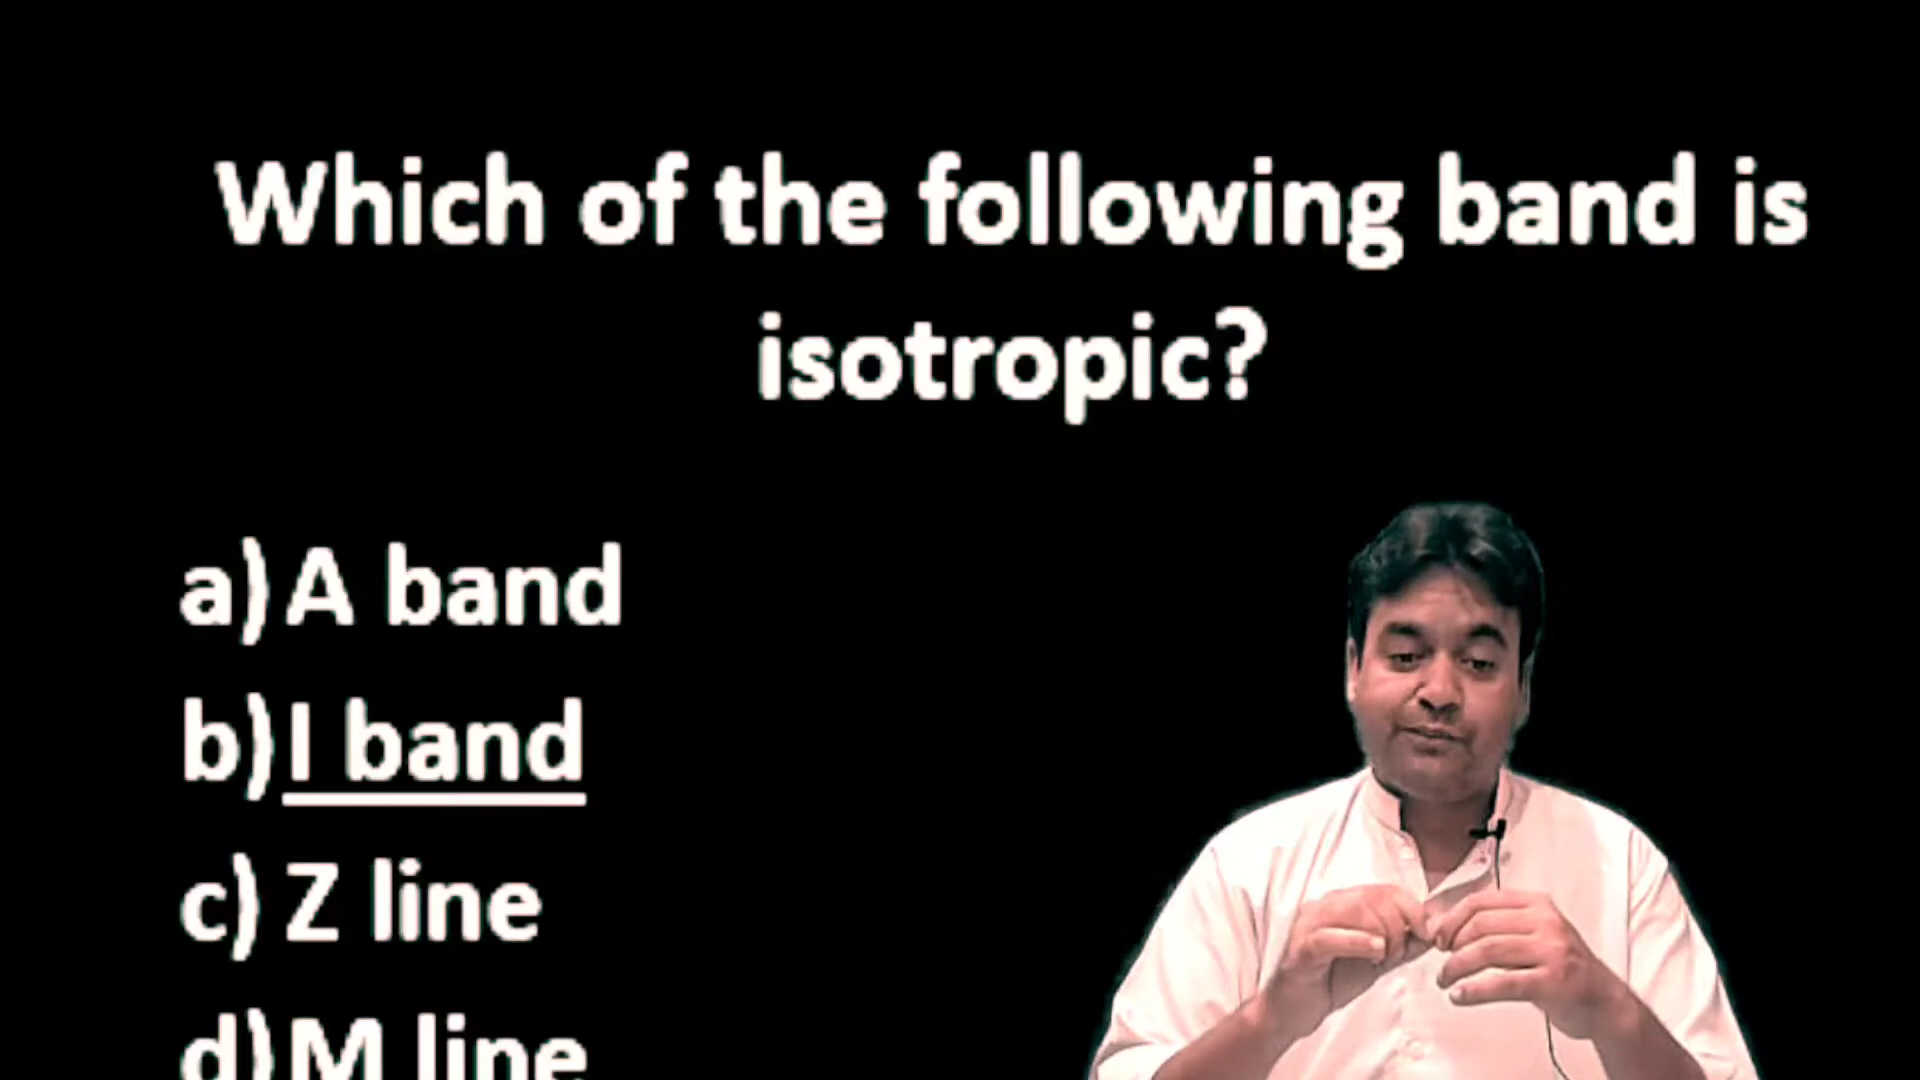 Which of the following band is
isotropic?
a) A band
b) I band
c) Z line
d) M line